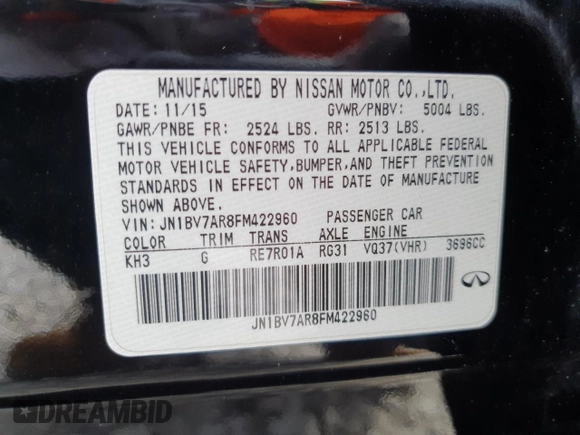 MANUFACTURED BY NISSAN MOTOR CO.,LTD.
DATE: 11/15 GVWR/PNBV: 5004 LBS.
GAWR/PNBE FR: 2524 LBS. RR: 2513 LBS.
THIS VEHICLE CONFORMS TO ALL APPLICABLE FEDERAL
MOTOR VEHICLE SAFETY,BUMPER,AND THEFT PREVENTION
STANDARDS IN EFFECT ON THE DATE OF MANUFACTURE
SHOWN ABOVE.
VIN: JN1BV7AR8FM422960 PASSENGER CAR
COLOR TRIM TRANS AXLE ENGINE
KH3 G RE7R01A RG31 VQ37(VHR) 3696CC
JN1BV7AR8FM422960
DREAMBID